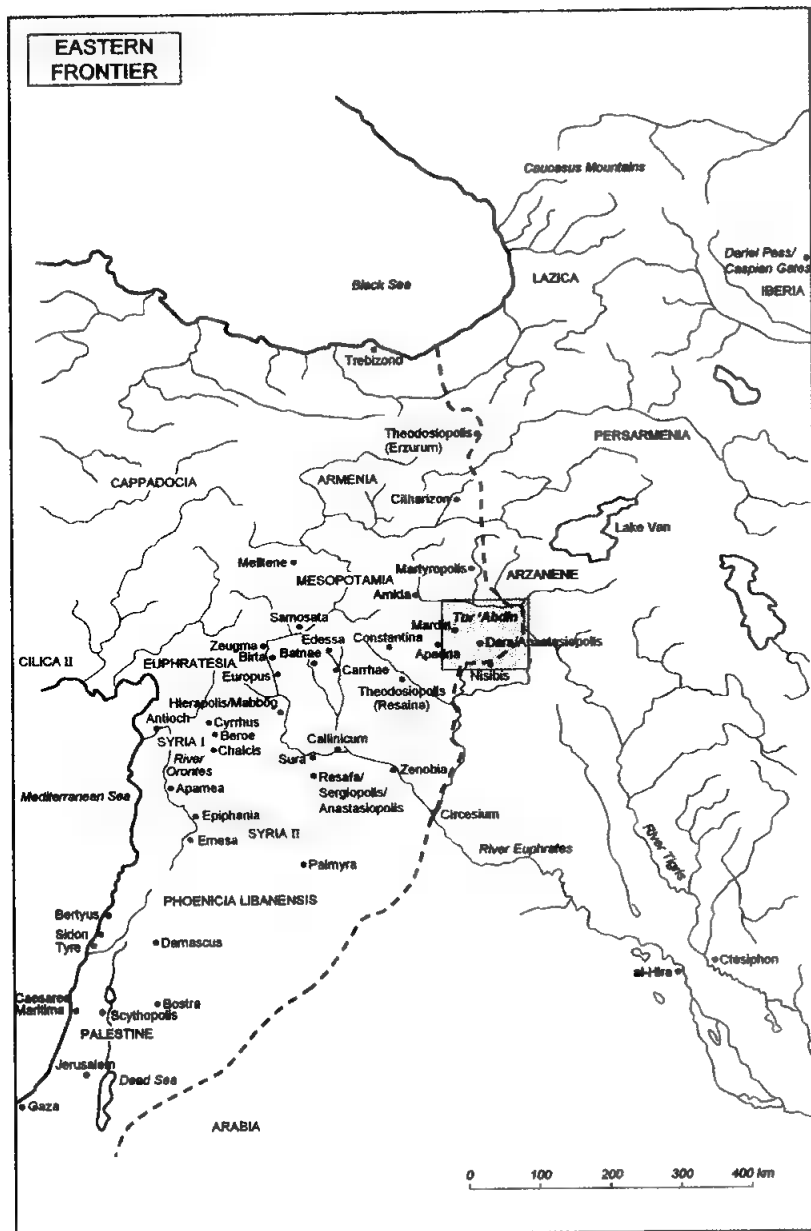 EASTERN
FRONTIER
Caucasus Mountains
Dariel Pass/
Caspian Gates
IBERIA
LAZICA
Black Sea
Trebizond
Theodosiopolis
(Erzurum)
PERSARMENIA
CAPPADOCIA
ARMENIA
Citharizon
Lake Van
Melitene
MESOPOTAMIA
Martyropolis
ARZANENE
Amida
Tur 'Abdin
Samosata
Mardin
Dara/Anastasiopolis
Zeugma
Edessa
Constantina
Birta
Batnae
Apadna
CILICA II
EUPHRATESIA
Carrhae
Nisibis
Europus
Theodosiopolis
(Resaina)
Hierapolis/Mabbog
Antioch
Cyrrhus
Beroe
SYRIA I
Callinicum
Chalcis
River
Orontes
Sura
Zenobia
Resafa/
Sergiopolis/
Anastasiopolis
Mediterranean Sea
Apamea
Epiphania
Circesium
SYRIA II
Emesa
River Euphrates
River Tigris
Palmyra
PHOENICIA LIBANENSIS
Bertyus
Sidon
Tyre
Damascus
Ctesiphon
al-Hira
Caesarea
Maritima
Bostra
Scythopolis
PALESTINE
Jerusalem
Dead Sea
Gaza
ARABIA
0 100 200 300 400 km